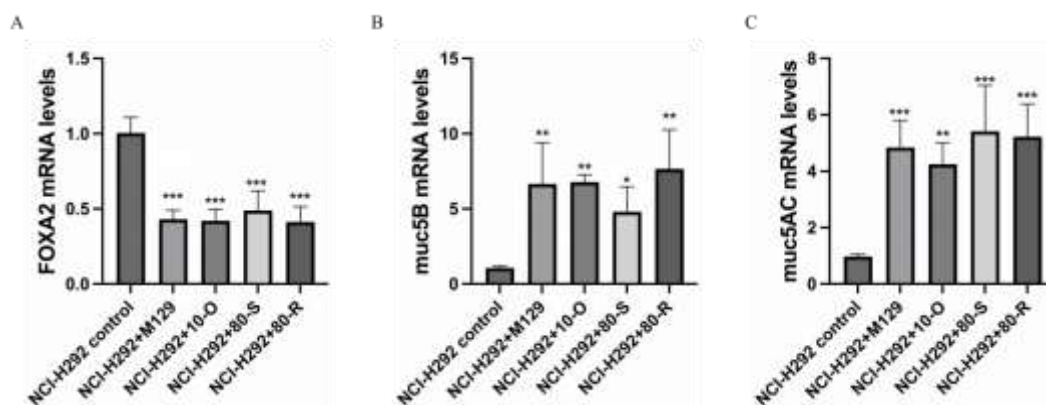 A
B
C
FOXA2 mRNA levels
1.5
1.0
0.5
0.0
***
***
***
***
NCI-H292 control
NCI-H292+M129
NCI-H292+10-O
NCI-H292+80-S
NCI-H292+80-R
muc5B mRNA levels
15
10
5
0
**
**
*
**
NCI-H292 control
NCI-H292+M129
NCI-H292+10-O
NCI-H292+80-S
NCI-H292+80-R
muc5AC mRNA levels
8
6
4
2
0
***
**
***
***
NCI-H292 control
NCI-H292+M129
NCI-H292+10-O
NCI-H292+80-S
NCI-H292+80-R